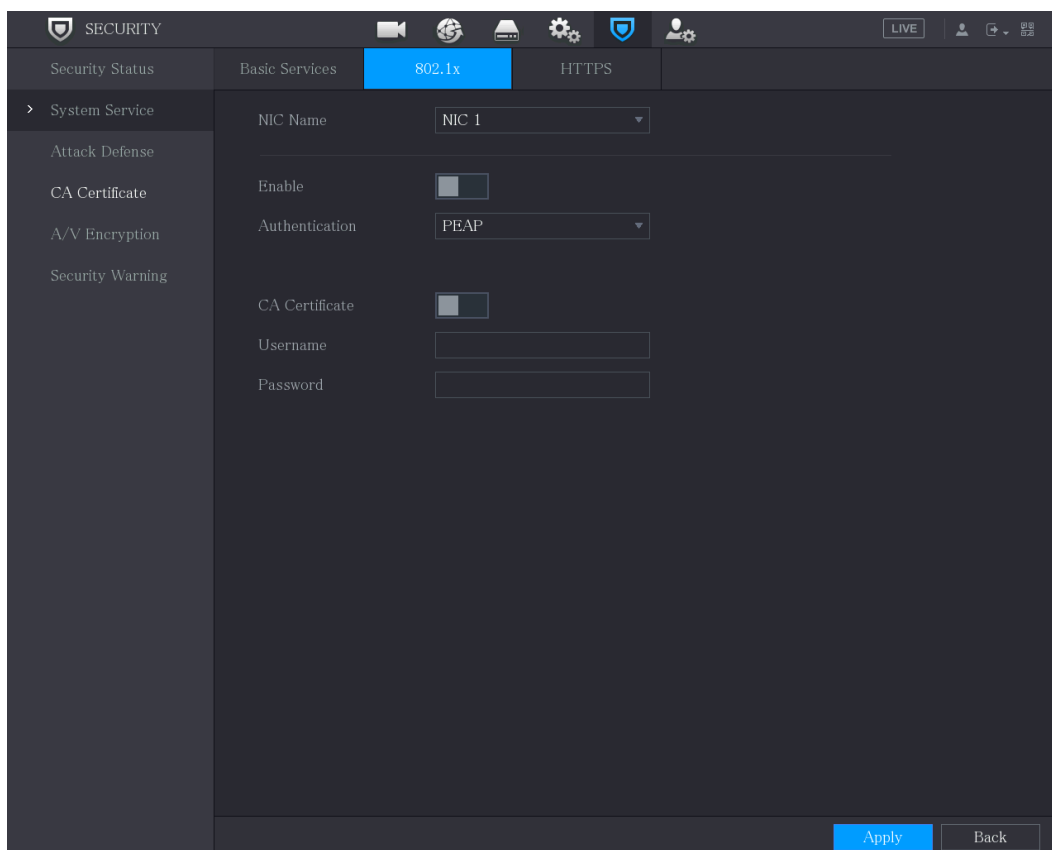 SECURITY
LIVE
Security Status
Basic Services
802.1x
HTTPS
System Service
NIC Name
NIC 1
Attack Defense
CA Certificate
Enable
Authentication
PEAP
A/V Encryption
Security Warning
CA Certificate
Username
Password
Apply
Back